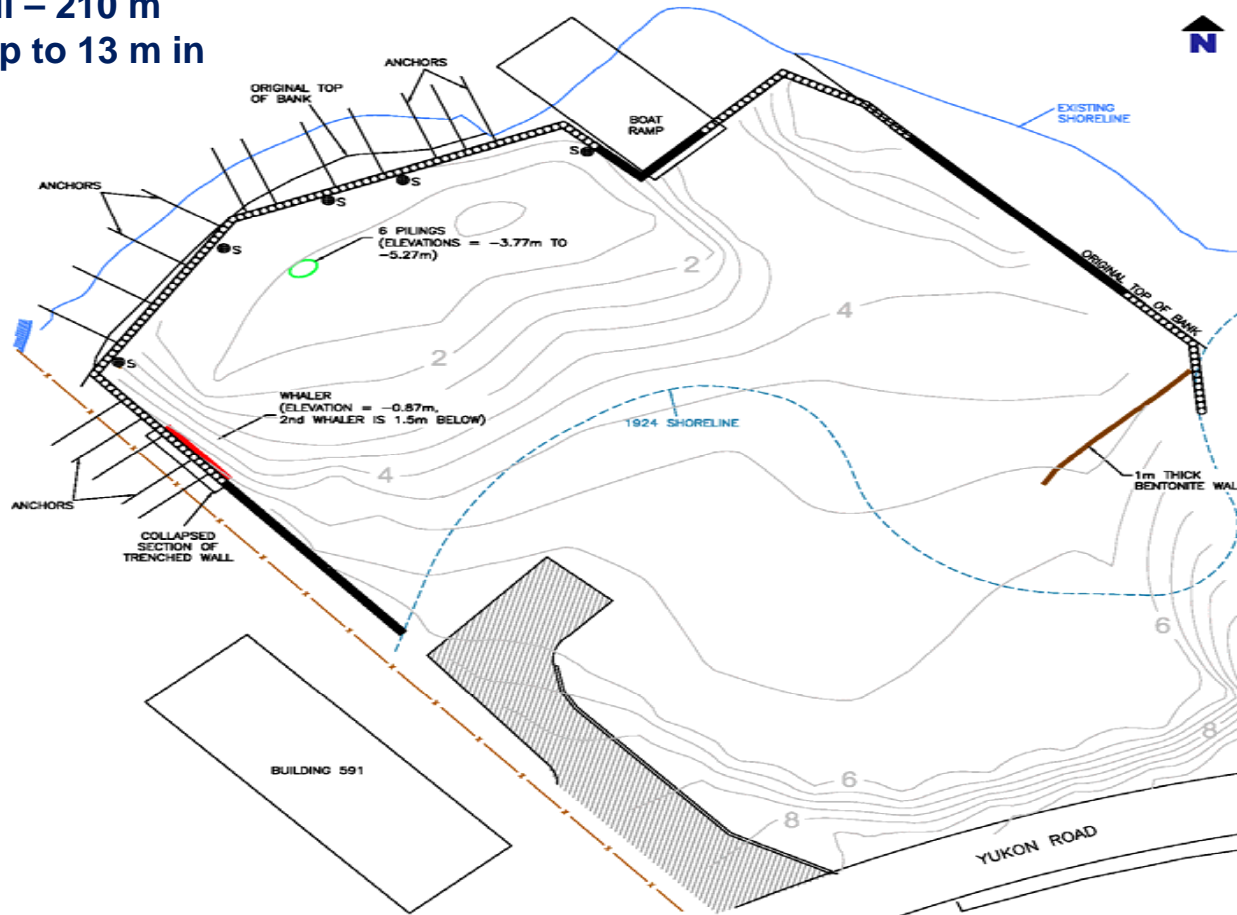 – 210 m
up to 13 m in
N
ANCHORS
ORIGINAL TOP
OF BANK
BOAT
RAMP
EXISTING
SHORELINE
ANCHORS
S
S
S
S
S
6 PILINGS
(ELEVATIONS = −3.77m TO
−5.27m)
2
ORIGINAL TOP OF BANK
4
2
WHALER
(ELEVATION = −0.87m,
2nd WHALER IS 1.5m BELOW)
1924 SHORELINE
4
1m THICK
BENTONITE WAL
ANCHORS
COLLAPSED
SECTION OF
TRENCHED WALL
6
8
BUILDING 591
6
8
YUKON ROAD